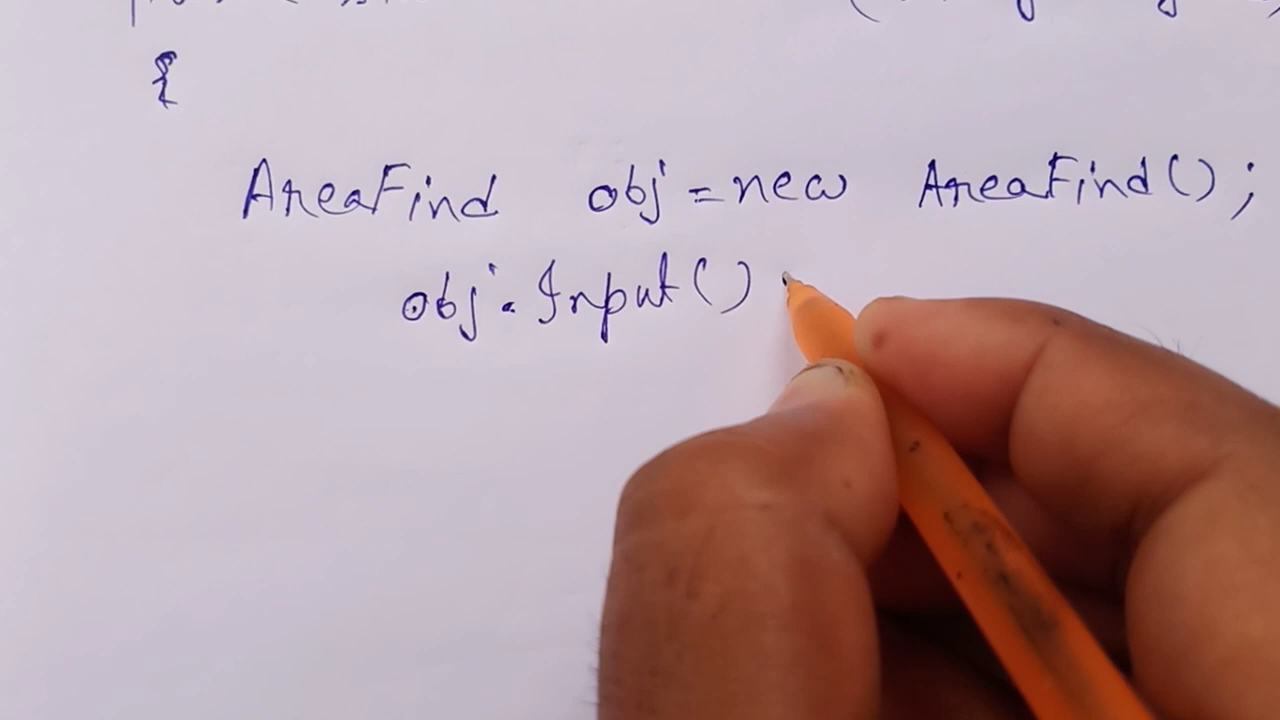 {
AreaFind obj = new AreaFind();
obj.Input()